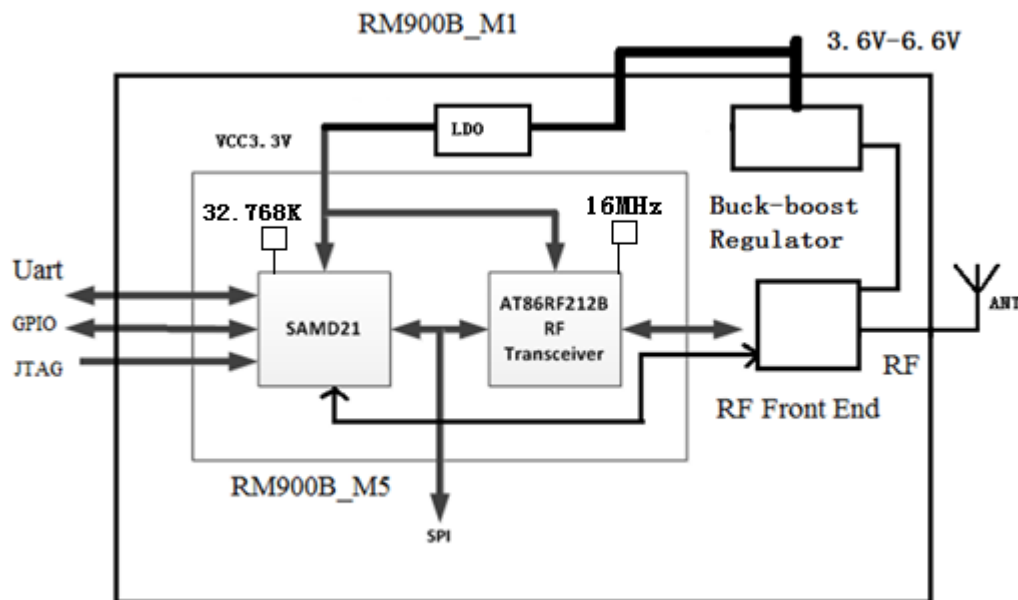 RM900B_M1
3.6V-6.6V
LDO
VCC3.3V
32.768K
16MHz
Buck-boost
Regulator
Uart
GPIO
JTAG
SAMD21
AT86RF212B
RF
Transceiver
ANT
RF
RF Front End
RM900B_M5
SPI